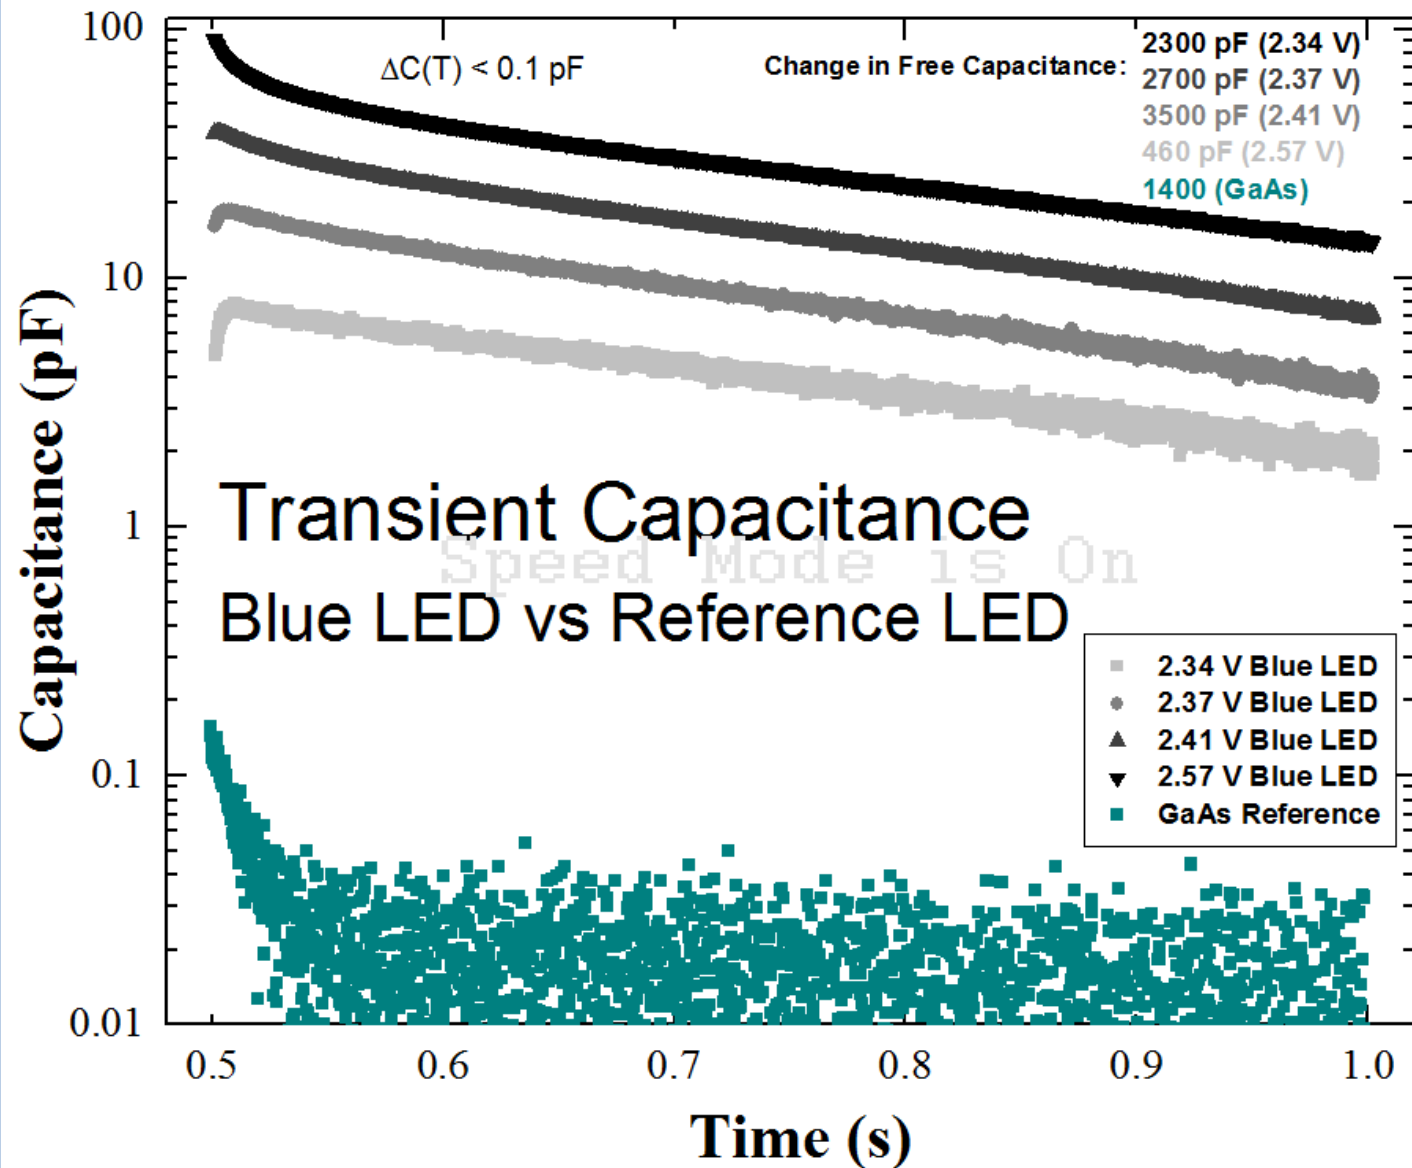 100
ΔC(T) < 0.1 pF
Change in Free Capacitance:
2300 pF (2.34 V)
2700 pF (2.37 V)
3500 pF (2.41 V)
460 pF (2.57 V)
1400 (GaAs)
10
Capacitance (pF)
Transient Capacitance
1
Speed Mode is On
Blue LED vs Reference LED
2.34 V Blue LED
2.37 V Blue LED
2.41 V Blue LED
2.57 V Blue LED
GaAs Reference
0.1
0.01
0.5 0.6 0.7 0.8 0.9 1.0
Time (s)